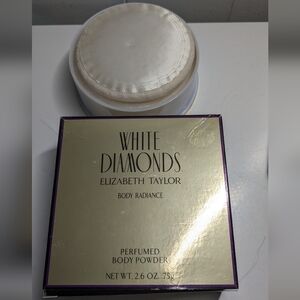 WHITE
DIAMONDS
ELIZABETH TAYLOR
BODY RADIANCE
PERFUMED
BODY POWDER
NET WT. 2.6 OZ. 75g